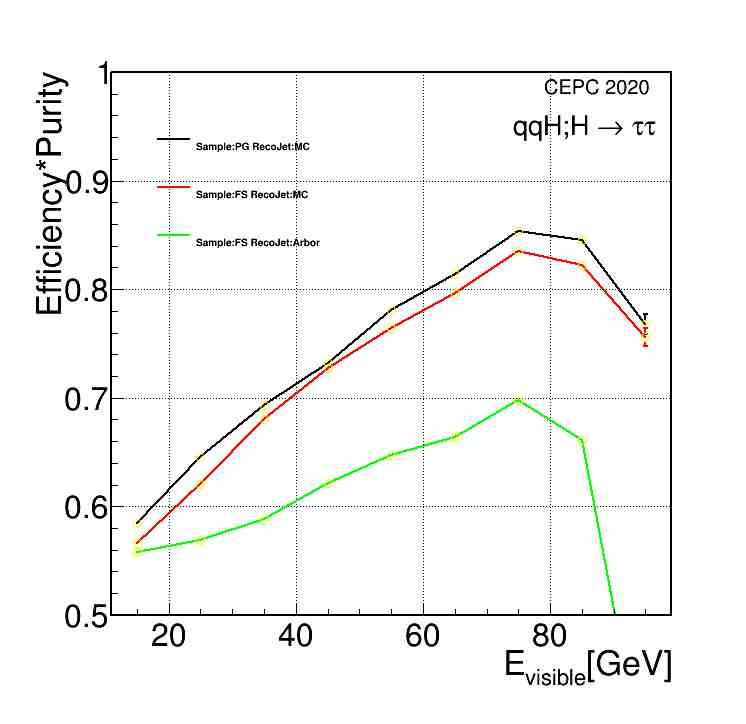 CEPC 2020
qqH;H → ττ
Sample:PG RecoJet:MC
Sample:FS RecoJet:MC
Sample:FS RecoJet:Arbor
Efficiency*Purity
1
0.9
0.8
0.7
0.6
0.5
20 40 60 80
E_visible[GeV]